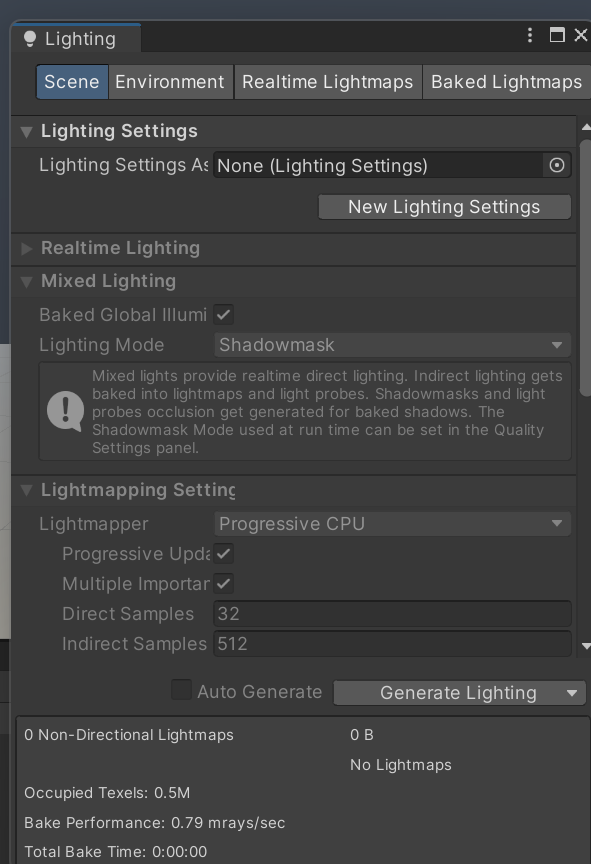 Lighting
Scene Environment Realtime Lightmaps Baked Lightmaps
Lighting Settings
Lighting Settings As None (Lighting Settings)
New Lighting Settings
Realtime Lighting
Mixed Lighting
Baked Global Illumi
Lighting Mode Shadowmask
Mixed lights provide realtime direct lighting. Indirect lighting gets
baked into lightmaps and light probes. Shadowmasks and light
probes occlusion get generated for baked shadows. The
Shadowmask Mode used at run time can be set in the Quality
Settings panel.
Lightmapping Setting
Lightmapper Progressive CPU
Progressive Upda
Multiple Importan
Direct Samples 32
Indirect Samples 512
Auto Generate Generate Lighting
0 Non-Directional Lightmaps 0 B
No Lightmaps
Occupied Texels: 0.5M
Bake Performance: 0.79 mrays/sec
Total Bake Time: 0:00:00